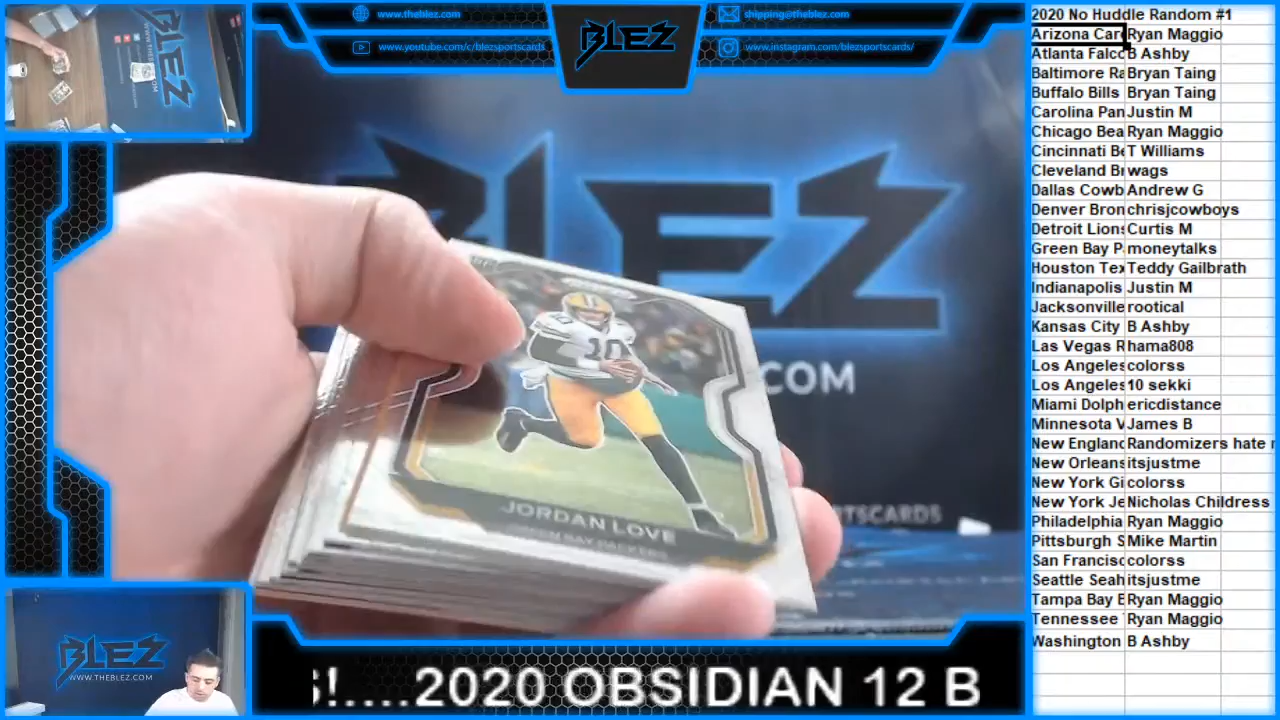 www.theblez.com
shipping@theblez.com
www.youtube.com/c/blezsportscards
BLEZ
www.instagram.com/blezsportscards/
BLEZ
.COM
RTSCARDS
JORDAN LOVE
GREEN BAY PACKERS
10
BLEZ
WWW.THEBLEZ.COM
S!....2020 OBSIDIAN 12 B
2020 No Huddle Random #1
Arizona Car Ryan Maggio
Atlanta Falco B Ashby
Baltimore Ra Bryan Taing
Buffalo Bills Bryan Taing
Carolina Pan Justin M
Chicago Bea Ryan Maggio
Cincinnati Be T Williams
Cleveland Br wags
Dallas Cowb Andrew G
Denver Bron chrisjcowboys
Detroit Lions Curtis M
Green Bay P moneytalks
Houston Tex Teddy Gailbrath
Indianapolis Justin M
Jacksonville rootical
Kansas City B Ashby
Las Vegas R hama808
Los Angeles colorss
Los Angeles 10 sekki
Miami Dolph ericdistance
Minnesota V James B
New England Randomizers hate
New Orleans itsjustme
New York Gi colorss
New York Je Nicholas Childress
Philadelphia Ryan Maggio
Pittsburgh S Mike Martin
San Francisc colorss
Seattle Seah itsjustme
Tampa Bay B Ryan Maggio
Tennessee Ryan Maggio
Washington B Ashby